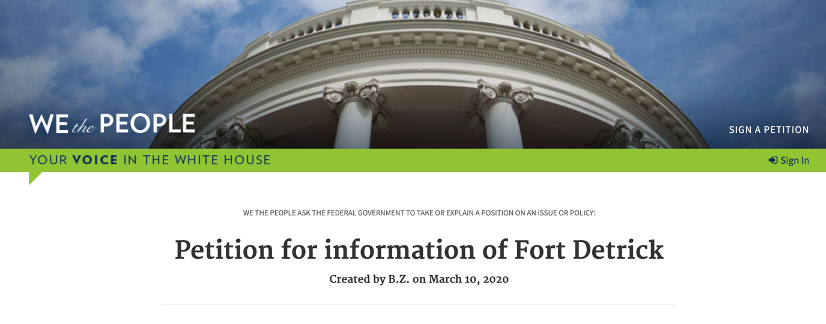 WE the PEOPLE
SIGN A PETITION
YOUR VOICE IN THE WHITE HOUSE
Sign In
WE THE PEOPLE ASK THE FEDERAL GOVERNMENT TO TAKE OR EXPLAIN A POSITION ON AN ISSUE OR POLICY:
Petition for information of Fort Detrick
Created by B.Z. on March 10, 2020